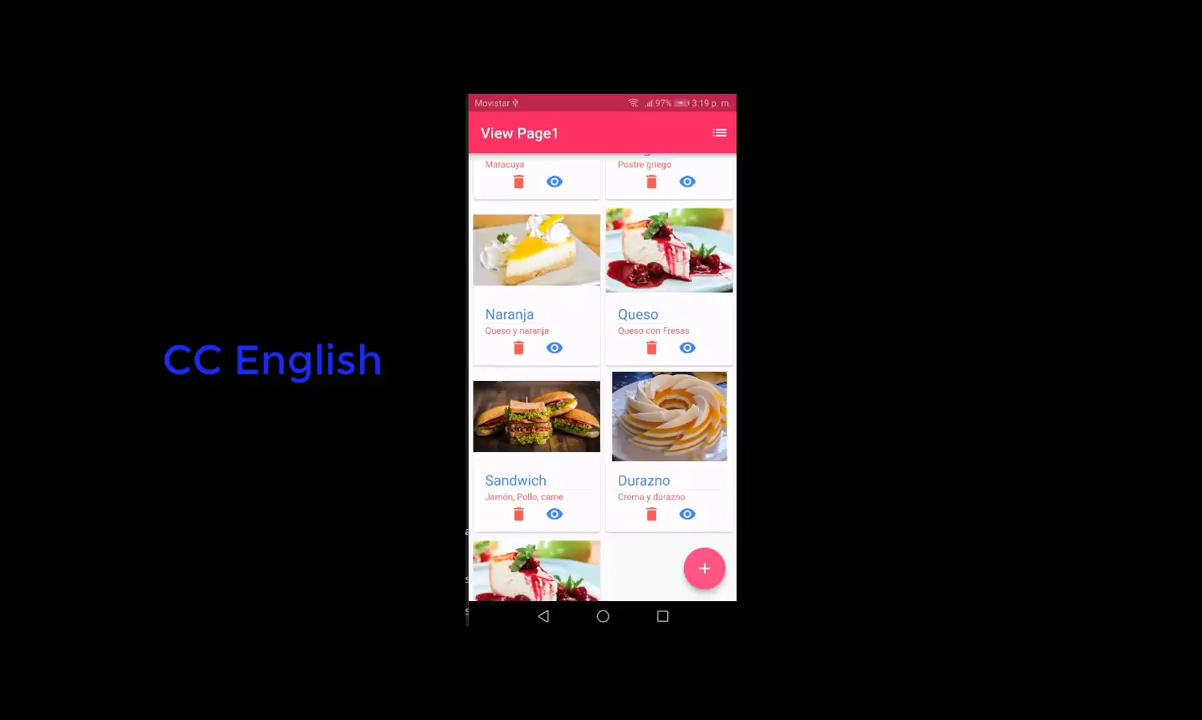 Movistar 97% 3:19 p. m.
View Page1
Maracuya
Postre griego
Naranja
Queso y naranja
Queso
Queso con Fresas
CC English
Sandwich
Jamón, Pollo, carne
Durazno
Crema y durazno
+